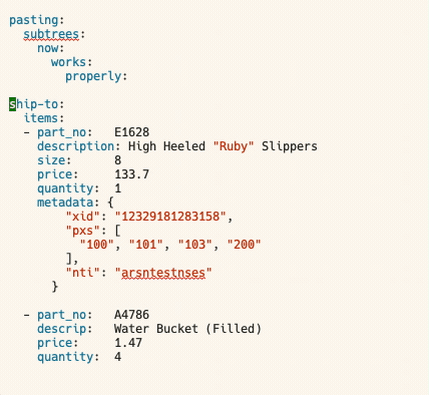 pasting:
  subtrees:
    now:
      works:
        properly:

ship-to:
  items:
  - part_no:   E1628
    description: High Heeled "Ruby" Slippers
    size:      8
    price:     133.7
    quantity:  1
    metadata: {
        "xid": "12329181283158",
        "pxs": [
          "100", "101", "103", "200"
        ],
        "nti": "arsntestnses"
      }

  - part_no:   A4786
    descrip:   Water Bucket (Filled)
    price:     1.47
    quantity:  4